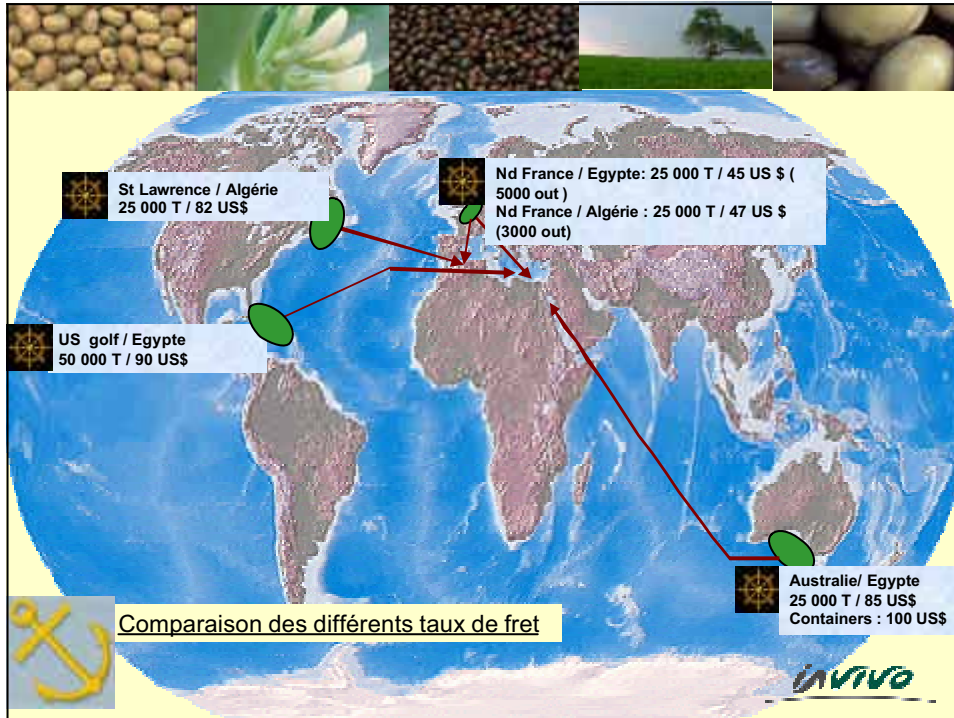 St Lawrence / Algérie
25 000 T / 82 US$
Nd France / Egypte: 25 000 T / 45 US $ (
5000 out )
Nd France / Algérie : 25 000 T / 47 US $
(3000 out)
US golf / Egypte
50 000 T / 90 US$
Australie/ Egypte
25 000 T / 85 US$
Containers : 100 US$
Comparaison des différents taux de fret
invivo